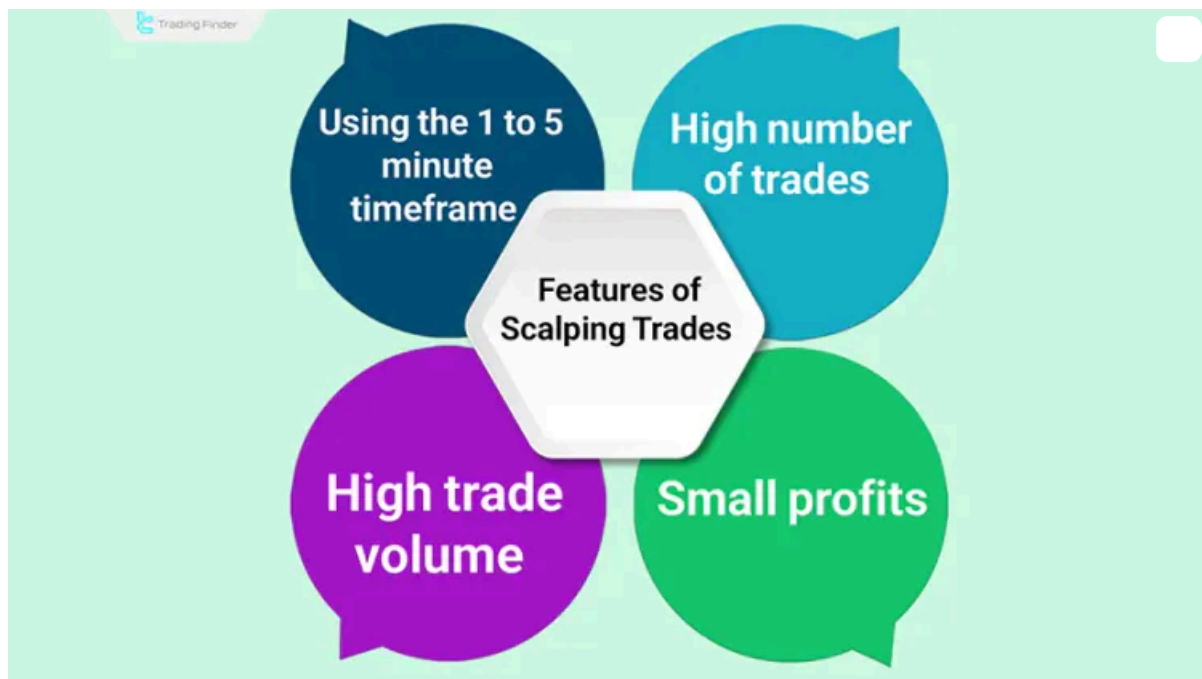 Trading Finder
Using the 1 to 5
minute
timeframe
High number
of trades
Features of
Scalping Trades
High trade
volume
Small profits